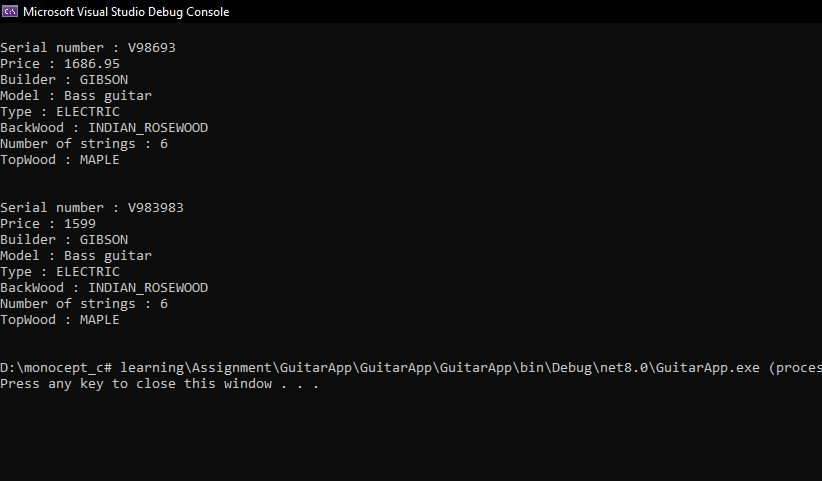 Microsoft Visual Studio Debug Console
Serial number : V98693
Price : 1686.95
Builder : GIBSON
Model : Bass guitar
Type : ELECTRIC
BackWood : INDIAN_ROSEWOOD
Number of strings : 6
TopWood : MAPLE
Serial number : V983983
Price : 1599
Builder : GIBSON
Model : Bass guitar
Type : ELECTRIC
BackWood : INDIAN_ROSEWOOD
Number of strings : 6
TopWood : MAPLE
D:\monocept_c# learning\Assignment\GuitarApp\GuitarApp\GuitarApp\bin\Debug\net8.0\GuitarApp.exe (proces
Press any key to close this window . . .